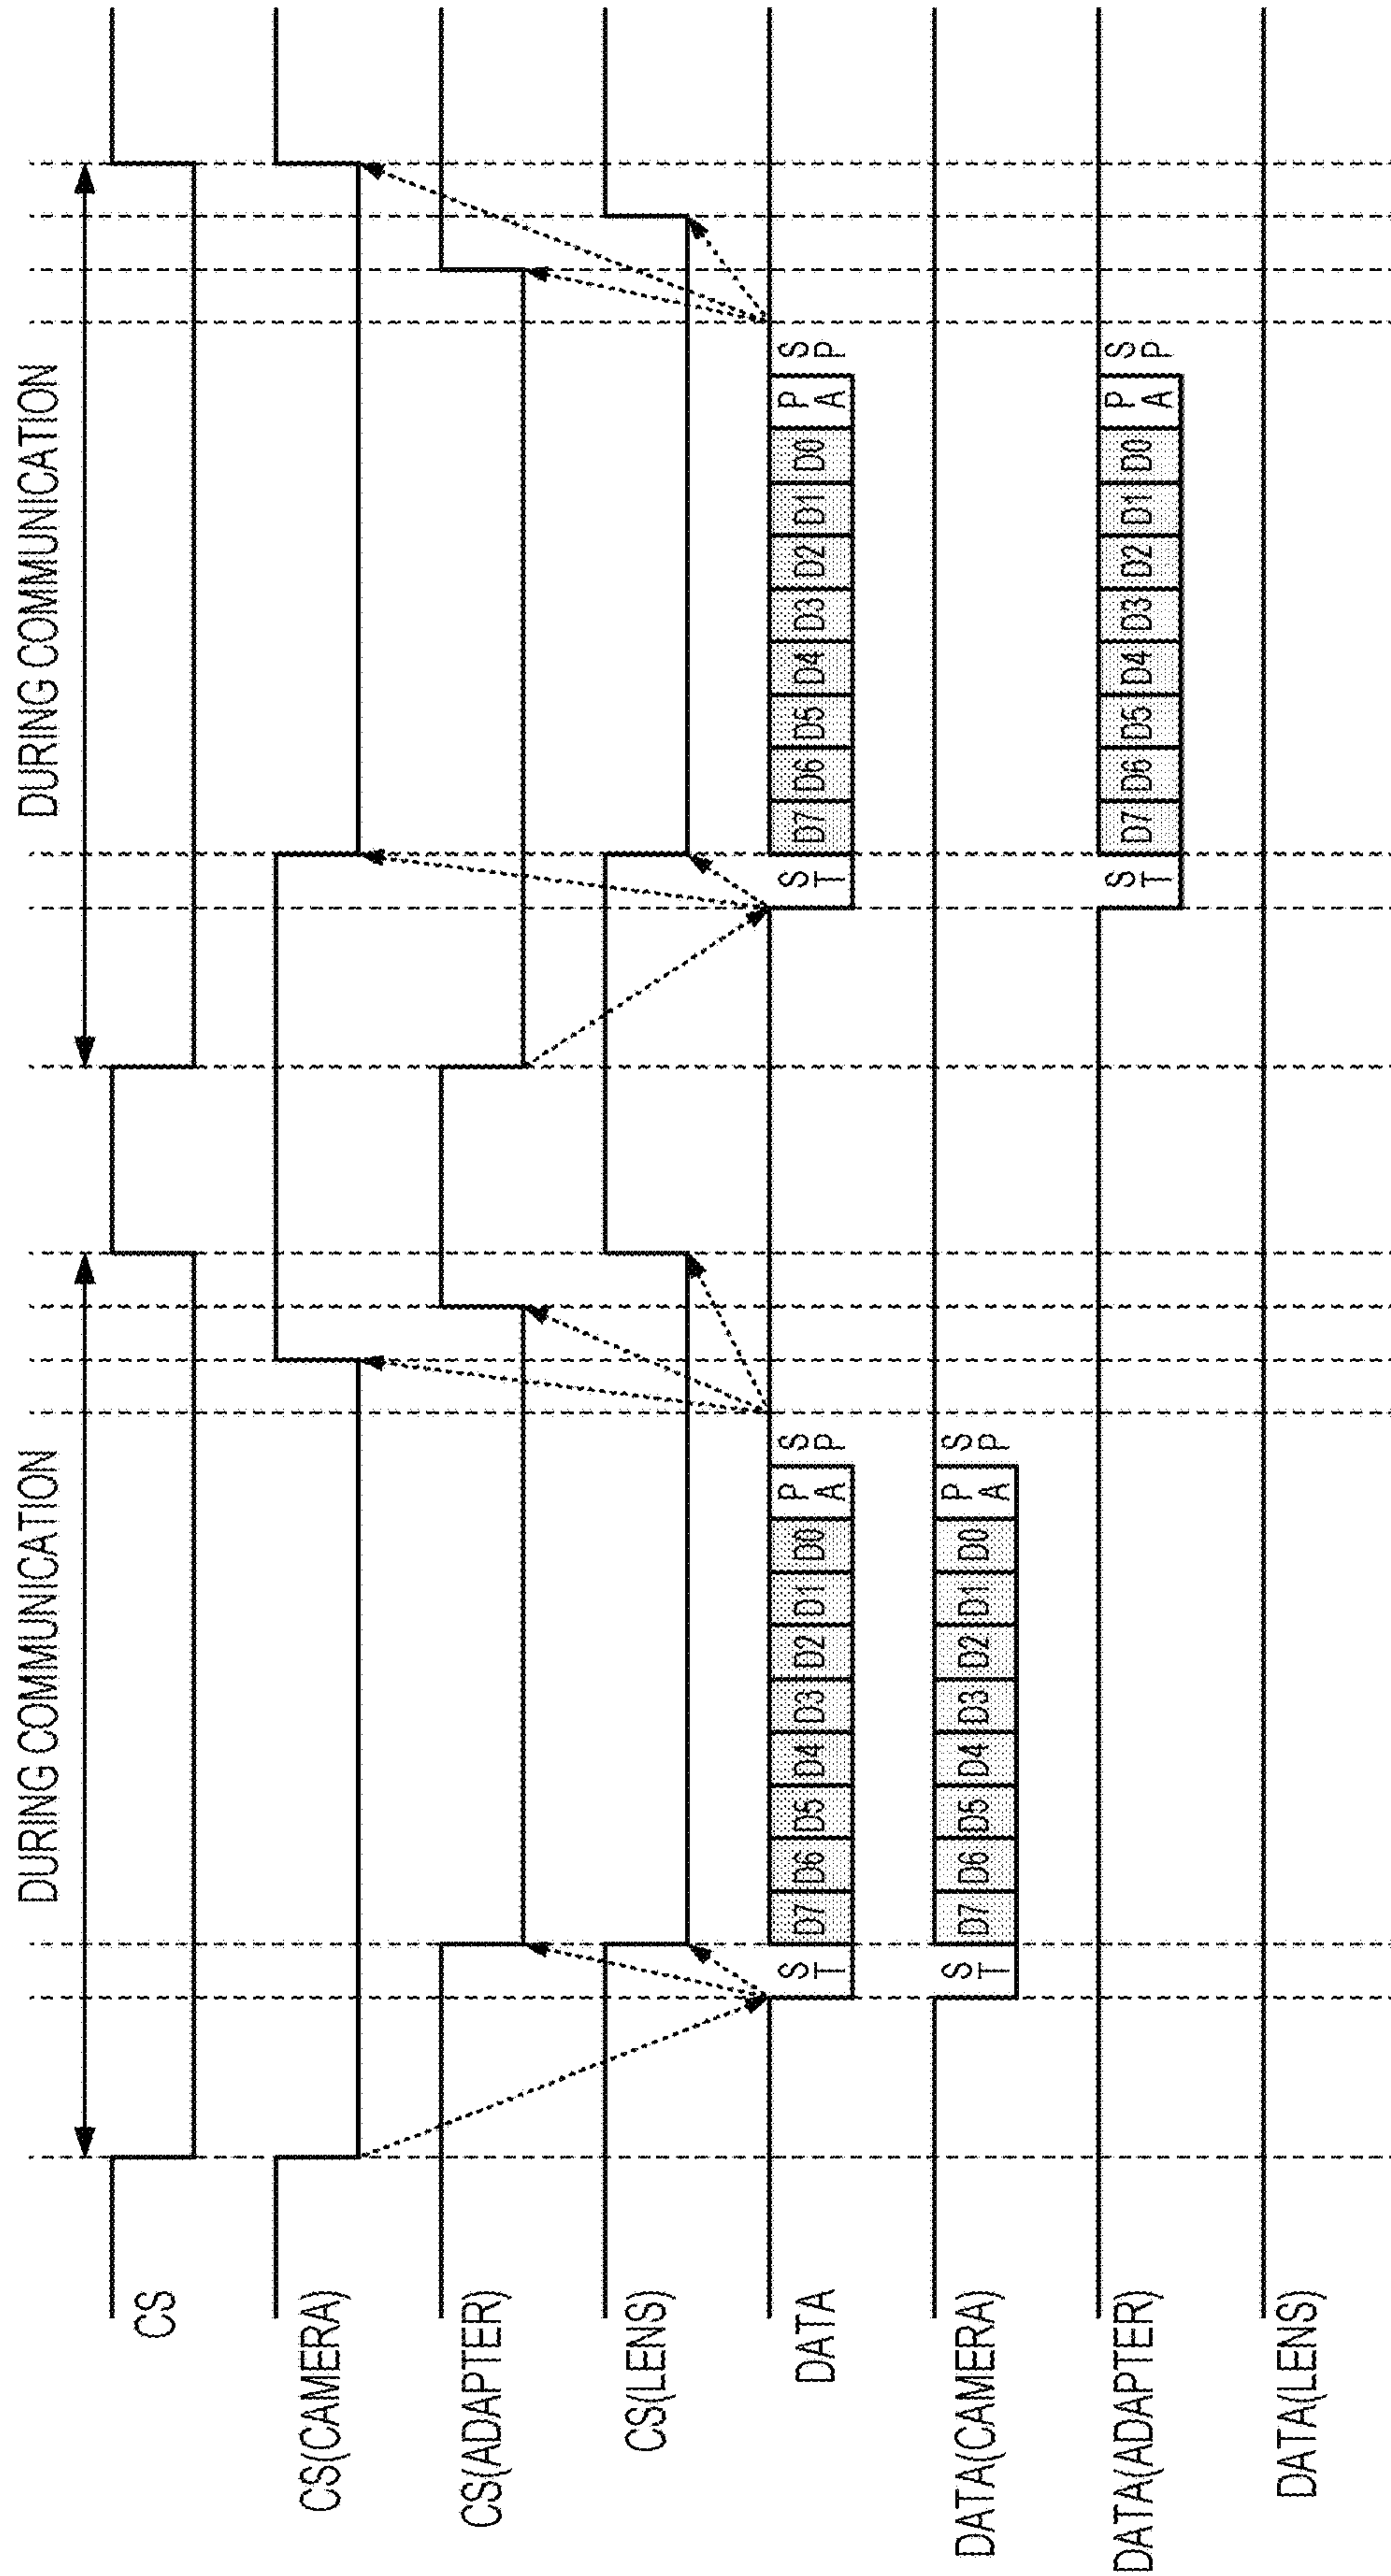 DURING COMMUNICATION
DURING COMMUNICATION
CS
CS(CAMERA)
CS(ADAPTER)
CS(LENS)
DATA
ST D7 D6 D5 D4 D3 D2 D1 D0 PA SP
ST D7 D6 D5 D4 D3 D2 D1 D0 PA SP
DATA(CAMERA)
ST D7 D6 D5 D4 D3 D2 D1 D0 PA SP
DATA(ADAPTER)
ST D7 D6 D5 D4 D3 D2 D1 D0 PA SP
DATA(LENS)